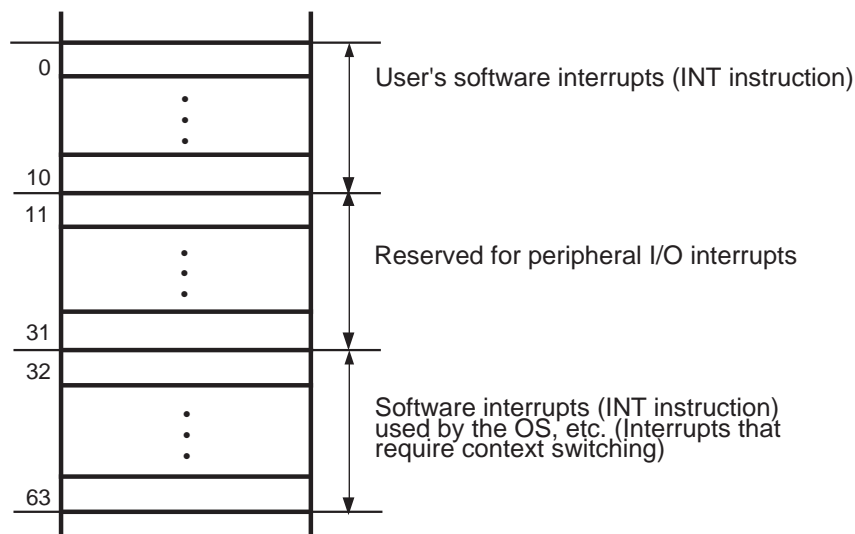 0
User's software interrupts (INT instruction)
10
11
Reserved for peripheral I/O interrupts
31
32
Software interrupts (INT instruction)
used by the OS, etc. (Interrupts that
require context switching)
63